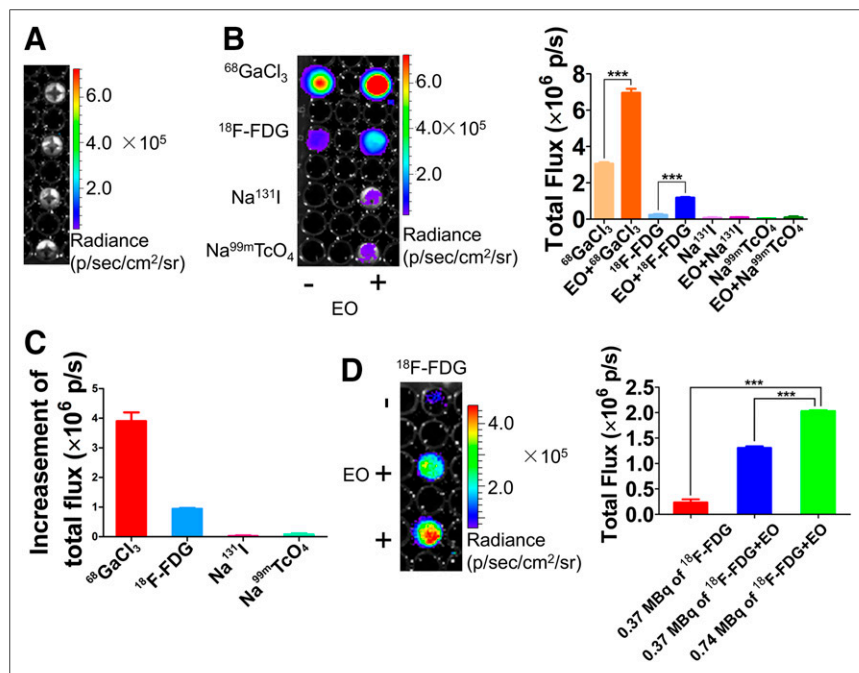 A
6.0
4.0 ×10⁵
2.0
Radiance
(p/sec/cm²/sr)
B
⁶⁸GaCl₃
¹⁸F-FDG
Na¹³¹I
Na⁹⁹ᵐTcO₄
- +
EO
6.0
4.0×10⁵
2.0
Radiance
(p/sec/cm²/sr)
Total Flux (×10⁶ p/s)
8
6
4
2
0
***
***
⁶⁸GaCl₃
EO+⁶⁸GaCl₃
¹⁸F-FDG
EO+¹⁸F-FDG
Na¹³¹I
EO+Na¹³¹I
Na⁹⁹ᵐTcO₄
EO+Na⁹⁹ᵐTcO₄
C
Increasement of
total flux (×10⁶ p/s)
5
4
3
2
1
0
⁶⁸GaCl₃
¹⁸F-FDG
Na¹³¹I
Na⁹⁹ᵐTcO₄
D
¹⁸F-FDG
-
EO +
+
4.0
×10⁵
2.0
Radiance
(p/sec/cm²/sr)
Total Flux (×10⁶ p/s)
2.5
2.0
1.5
1.0
0.5
0.0
***
***
0.37 MBq of ¹⁸F-FDG
0.37 MBq of ¹⁸F-FDG+EO
0.74 MBq of ¹⁸F-FDG+EO